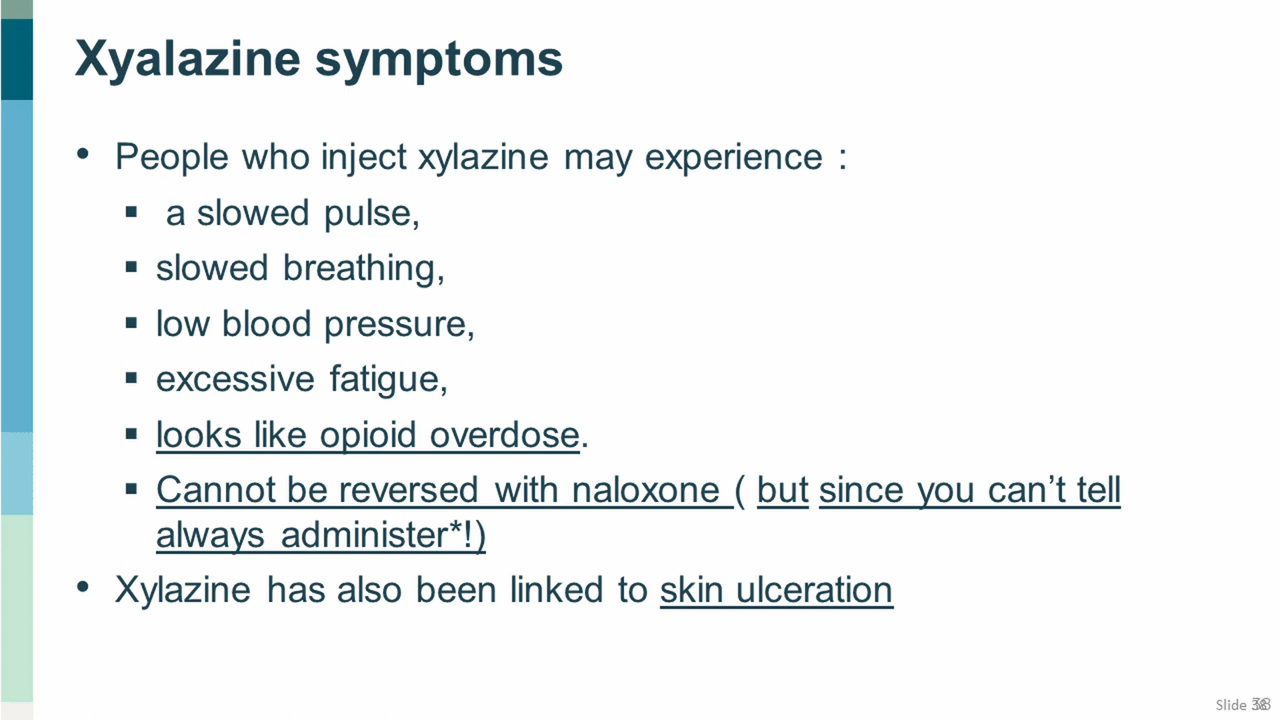 Xyalazine symptoms
• People who inject xylazine may experience :
▪ a slowed pulse,
▪ slowed breathing,
▪ low blood pressure,
▪ excessive fatigue,
▪ looks like opioid overdose.
▪ Cannot be reversed with naloxone ( but since you can’t tell
always administer*!)
• Xylazine has also been linked to skin ulceration
Slide